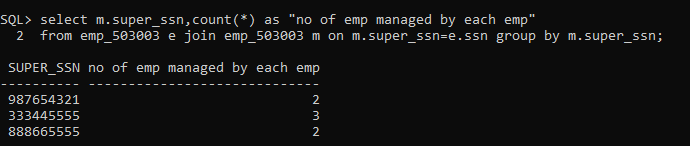 SQL> select m.super_ssn,count(*) as "no of emp managed by each emp"
  2  from emp_503003 e join emp_503003 m on m.super_ssn=e.ssn group by m.super_ssn;
 SUPER_SSN no of emp managed by each emp
---------- -----------------------------
 987654321                             2
 333445555                             3
 888665555                             2